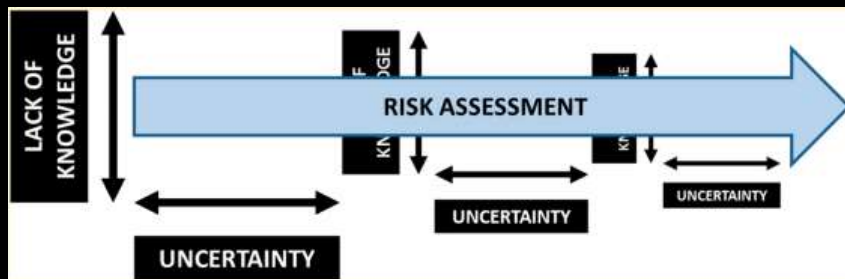 LACK OF
KNOWLEDGE
RISK ASSESSMENT
UNCERTAINTY
UNCERTAINTY
UNCERTAINTY